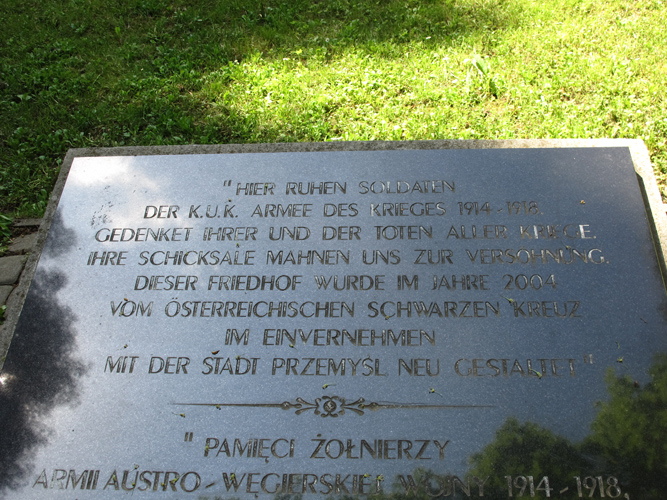 "HIER RUHEN SOLDATEN
DER K.U.K. ARMEE DES KRIEGES 1914-1918.
GEDENKET IHRER UND DER TOTEN ALLER KRIEGE.
IHRE SCHICKSALE MAHNEN UNS ZUR VERSÖHNUNG.
DIESER FRIEDHOF WURDE IM JAHRE 2004
VOM ÖSTERREICHISCHEN SCHWARZEN KREUZ
IM EINVERNEHMEN
MIT DER STADT PRZEMYSL NEU GESTALTET"
"PAMIĘCI ŻOŁNIERZY
ARMII AUSTRO-WĘGIERSKIEJ WOJNY 1914-1918.